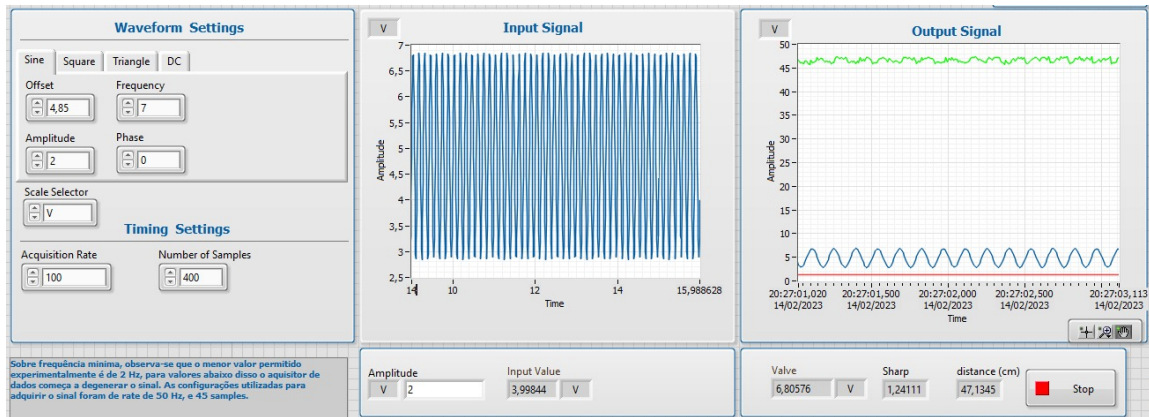 Waveform Settings
Sine Square Triangle DC
Offset Frequency
4,85 7
Amplitude Phase
2 0
Scale Selector
V
Timing Settings
Acquisition Rate Number of Samples
100 400
V Input Signal
7
6,5
6
5,5
5
4,5
4
3,5
3
2,5
Amplitude
14 10 12 14 15,988628
Time
V Output Signal
50
45
40
35
30
25
20
15
10
5
0
Amplitude
20:27:01,020 20:27:01,500 20:27:02,000 20:27:02,500 20:27:03,113
14/02/2023 14/02/2023 14/02/2023 14/02/2023 14/02/2023
Time
Sobre frequência minima, observa-se que o menor valor permitido
experimentalmente é de 2 Hz, para valores abaixo disso o aquisitor de
dados começa a degenerar o sinal. As configurações utilizadas para
adquirir o sinal foram de rate de 50 Hz, e 45 samples.
Amplitude Input Value
V 2 3,99844 V
Valve Sharp distance (cm)
6,80576 V 1,24111 47,1345 Stop